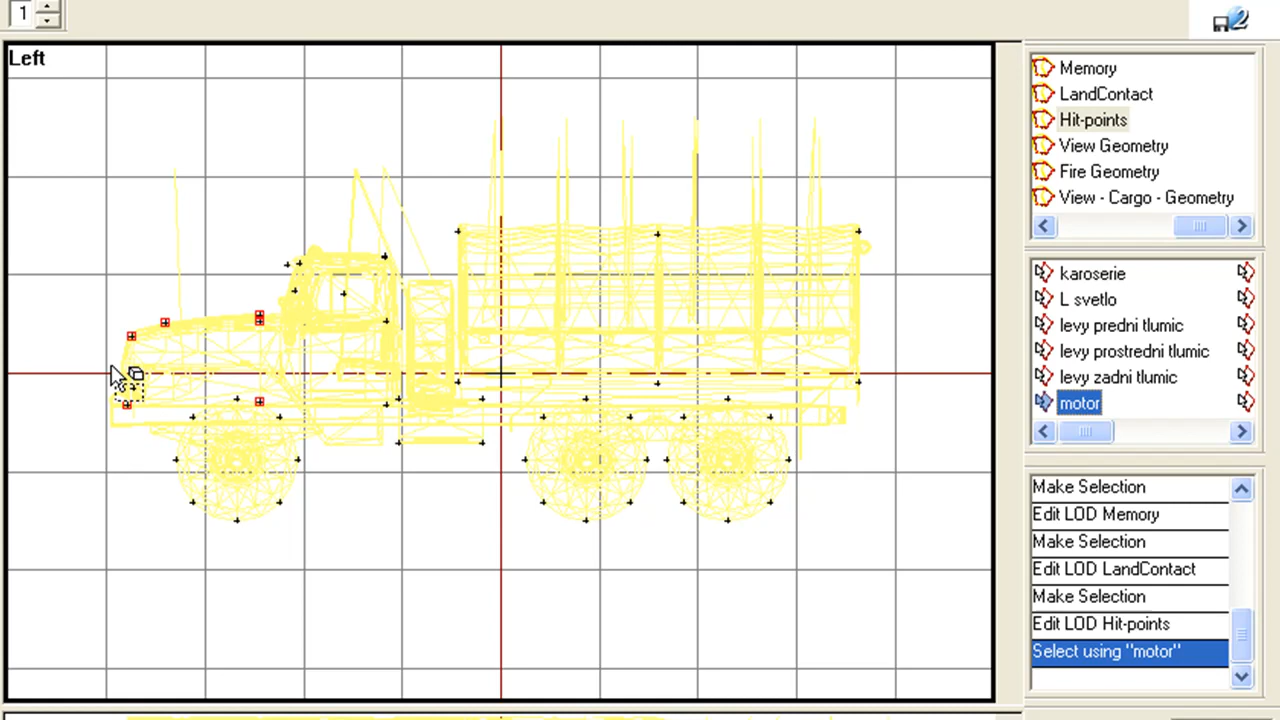 1
Left
Memory
LandContact
Hit-points
View Geometry
Fire Geometry
View - Cargo - Geometry
karoserie
L svetlo
levy predni tlumic
levy prostredni tlumic
levy zadni tlumic
motor
Make Selection
Edit LOD Memory
Make Selection
Edit LOD LandContact
Make Selection
Edit LOD Hit-points
Select using "motor"